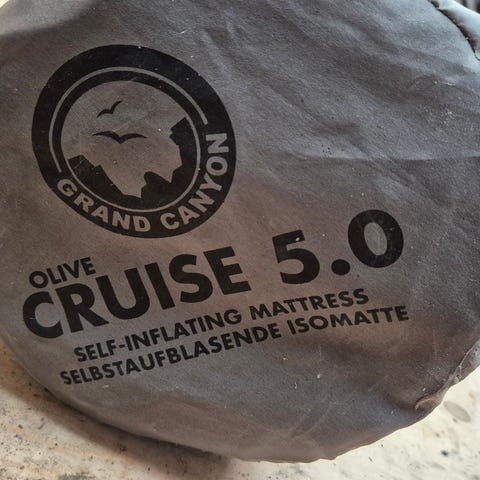 GRAND CANYON
OLIVE
CRUISE 5.0
SELF-INFLATING MATTRESS
SELBSTAUFBLASENDE ISOMATTE